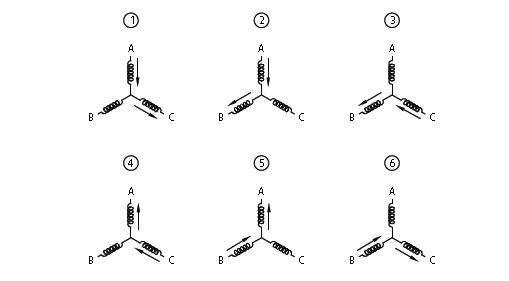 ① ② ③
A A A
B C B C B C
④ ⑤ ⑥
A A A
B C B C B C